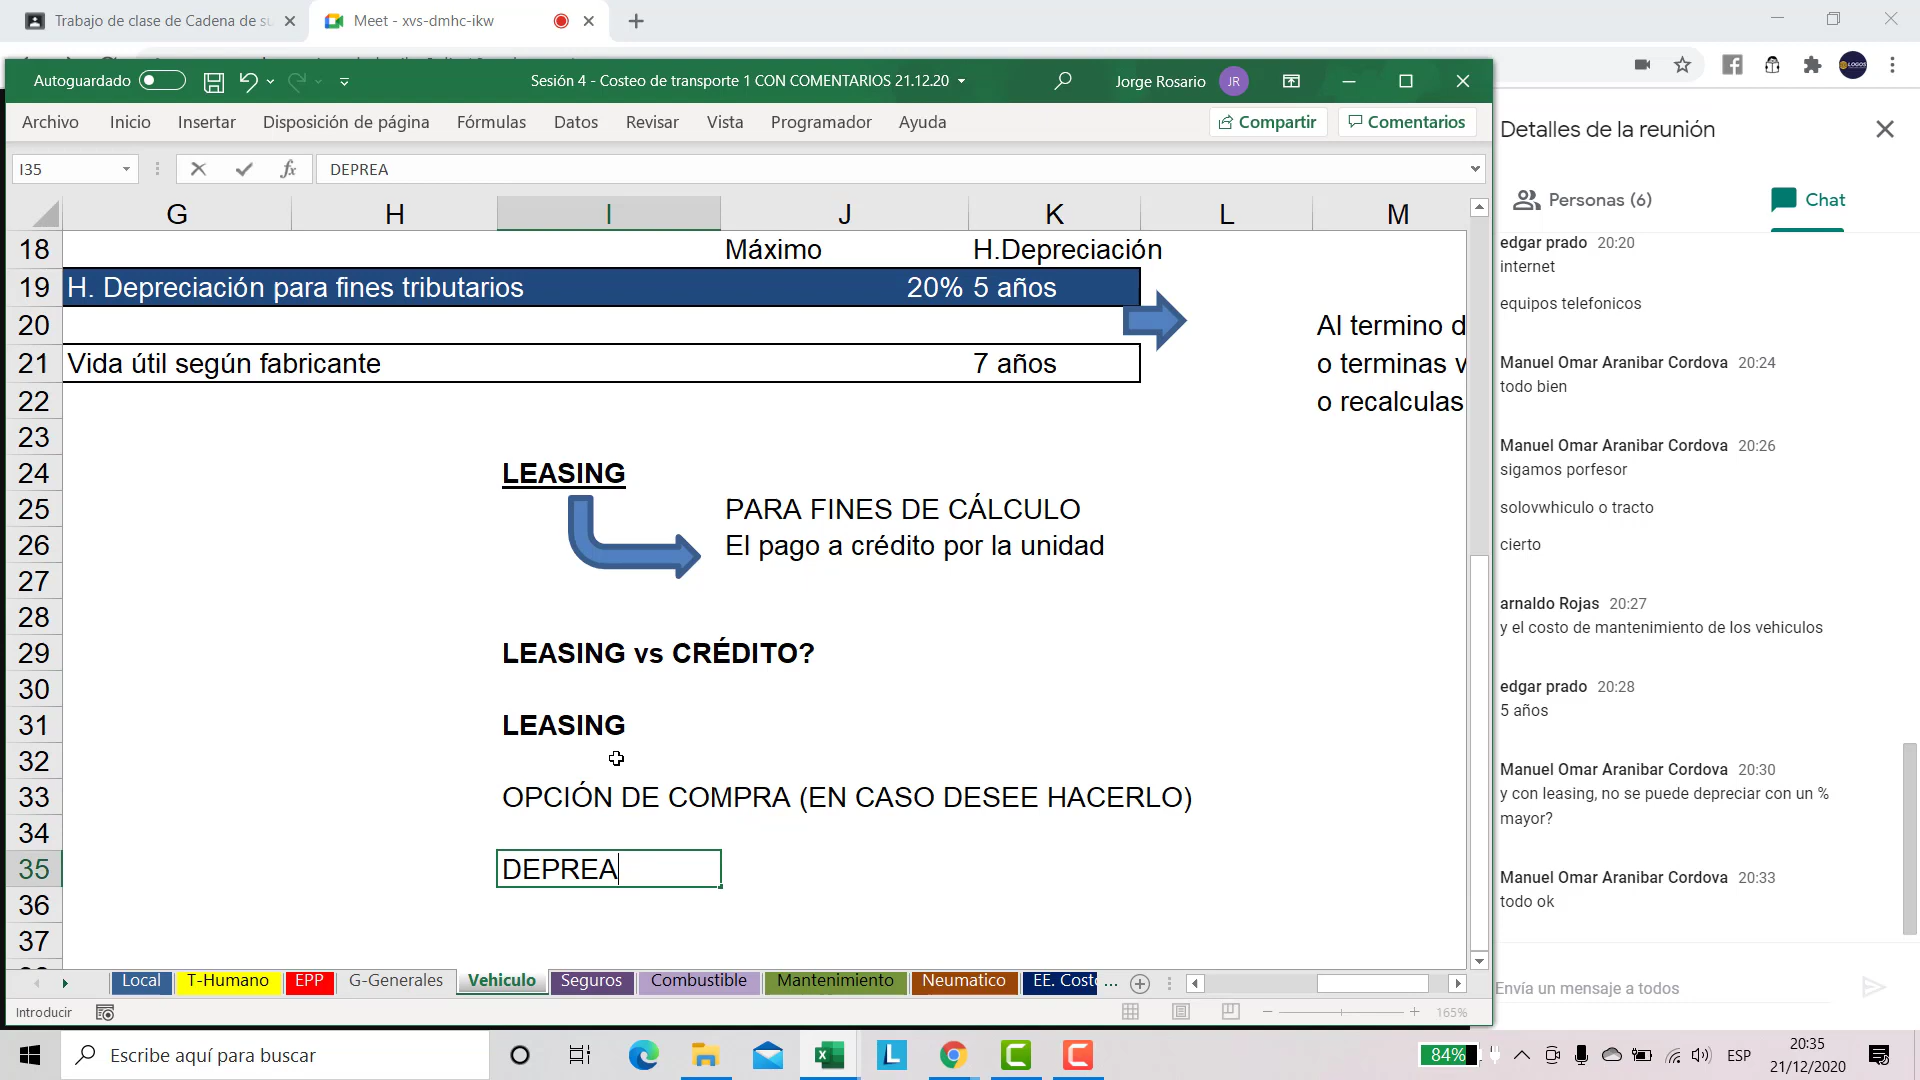 Trabajo de clase de Cadena de su
Meet - xvs-dmhc-ikw
Autoguardado
Sesión 4 - Costeo de transporte 1 CON COMENTARIOS 21.12.20
Jorge Rosario
JR
Archivo Inicio Insertar Disposición de página Fórmulas Datos Revisar Vista Programador Ayuda
Compartir
Comentarios
I35
fx
DEPREA
G H I J K L M
18 Máximo H.Depreciación
19 H. Depreciación para fines tributarios 20% 5 años
20 Al termino d
21 Vida útil según fabricante 7 años o terminas v
22 o recalculas
23
24 LEASING
25 PARA FINES DE CÁLCULO
26 El pago a crédito por la unidad
27
28
29 LEASING vs CRÉDITO?
30
31 LEASING
32
33 OPCIÓN DE COMPRA (EN CASO DESEE HACERLO)
34
35 DEPREA
36
37
Local T-Humano EPP G-Generales Vehiculo Seguros Combustible Mantenimiento Neumatico EE. Coste ...
Introducir
165%
Detalles de la reunión
Personas (6)
Chat
edgar prado 20:20
internet
equipos telefonicos
Manuel Omar Aranibar Cordova 20:24
todo bien
Manuel Omar Aranibar Cordova 20:26
sigamos porfesor
solovwhiculo o tracto
cierto
arnaldo Rojas 20:27
y el costo de mantenimiento de los vehiculos
edgar prado 20:28
5 años
Manuel Omar Aranibar Cordova 20:30
y con leasing, no se puede depreciar con un %
mayor?
Manuel Omar Aranibar Cordova 20:33
todo ok
Envía un mensaje a todos
Escribe aquí para buscar
84%
ESP
20:35
21/12/2020